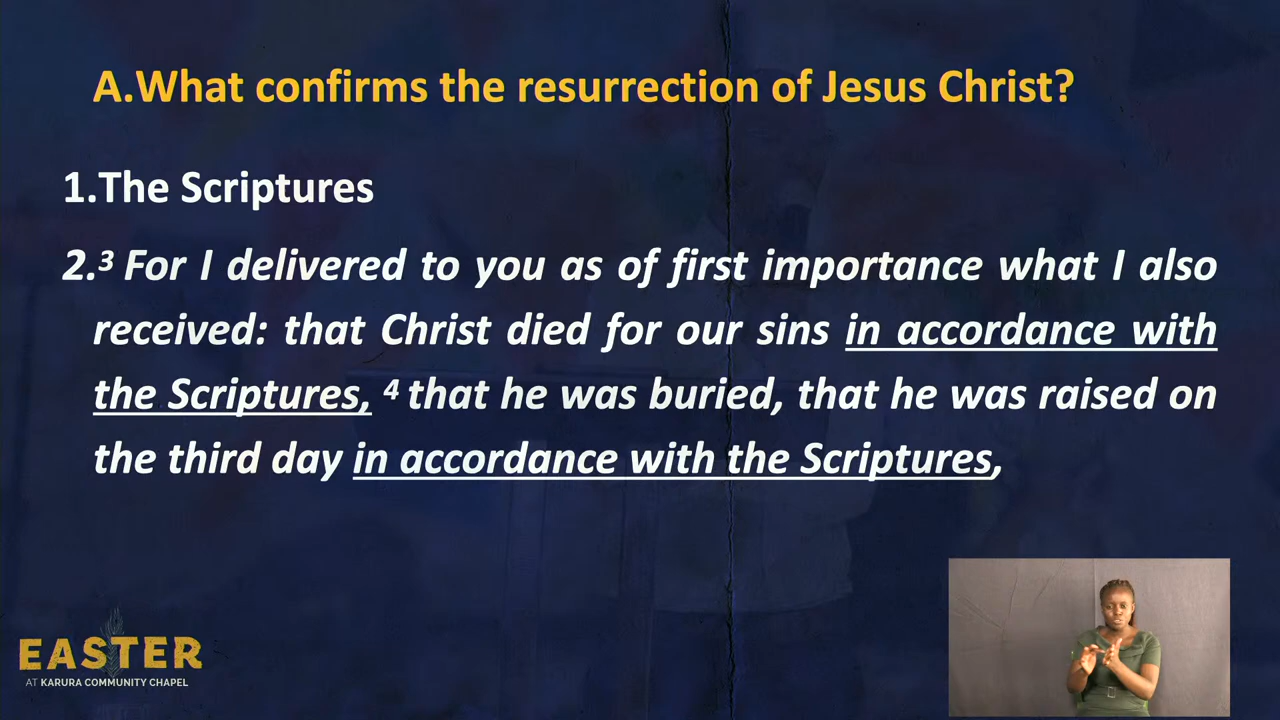 A.What confirms the resurrection of Jesus Christ?
1.The Scriptures
2.³ For I delivered to you as of first importance what I also
received: that Christ died for our sins in accordance with
the Scriptures, ⁴ that he was buried, that he was raised on
the third day in accordance with the Scriptures,
EASTER
AT KARURA COMMUNITY CHAPEL